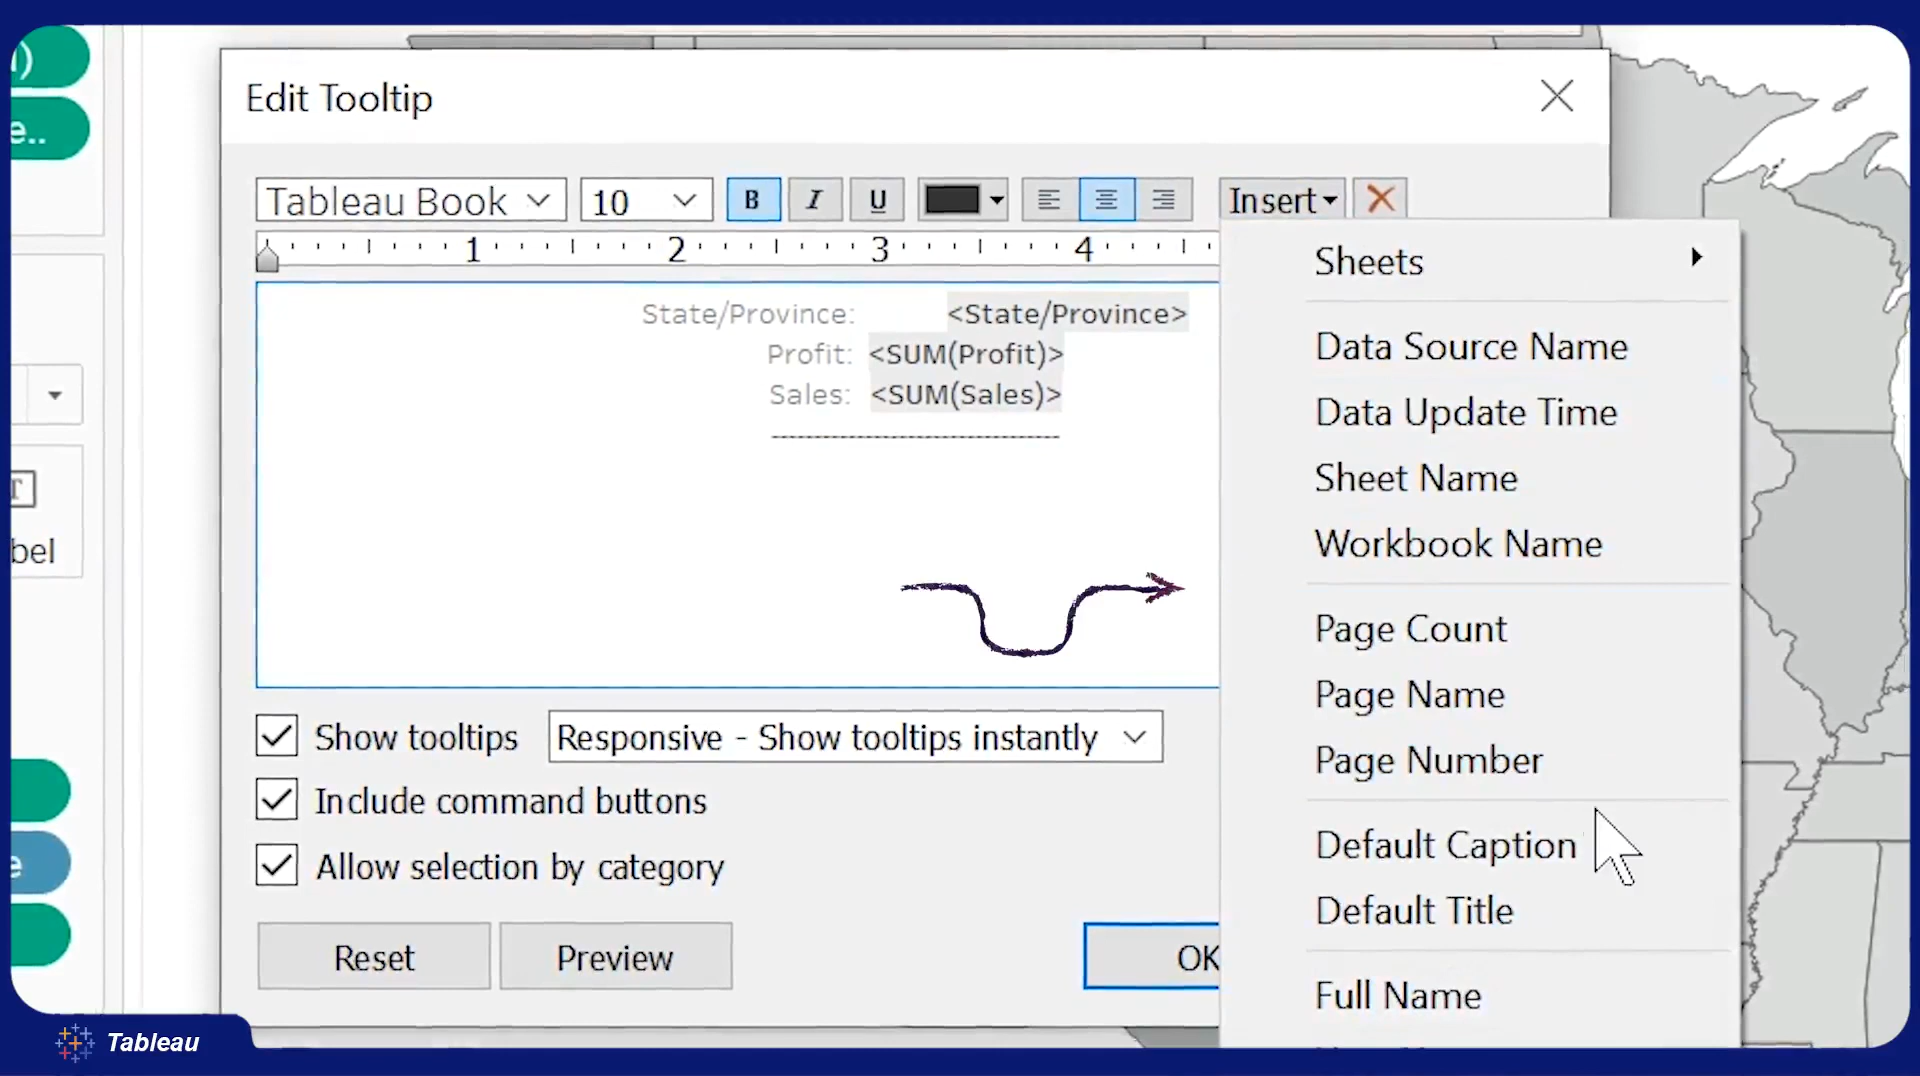 Edit Tooltip
Tableau Book
10
B
I
U
Insert
1
2
3
4
State/Province: <State/Province>
Profit: <SUM(Profit)>
Sales: <SUM(Sales)>
Show tooltips
Responsive - Show tooltips instantly
Include command buttons
Allow selection by category
Reset
Preview
OK
Sheets
Data Source Name
Data Update Time
Sheet Name
Workbook Name
Page Count
Page Name
Page Number
Default Caption
Default Title
Full Name
bel
e..
e
Tableau